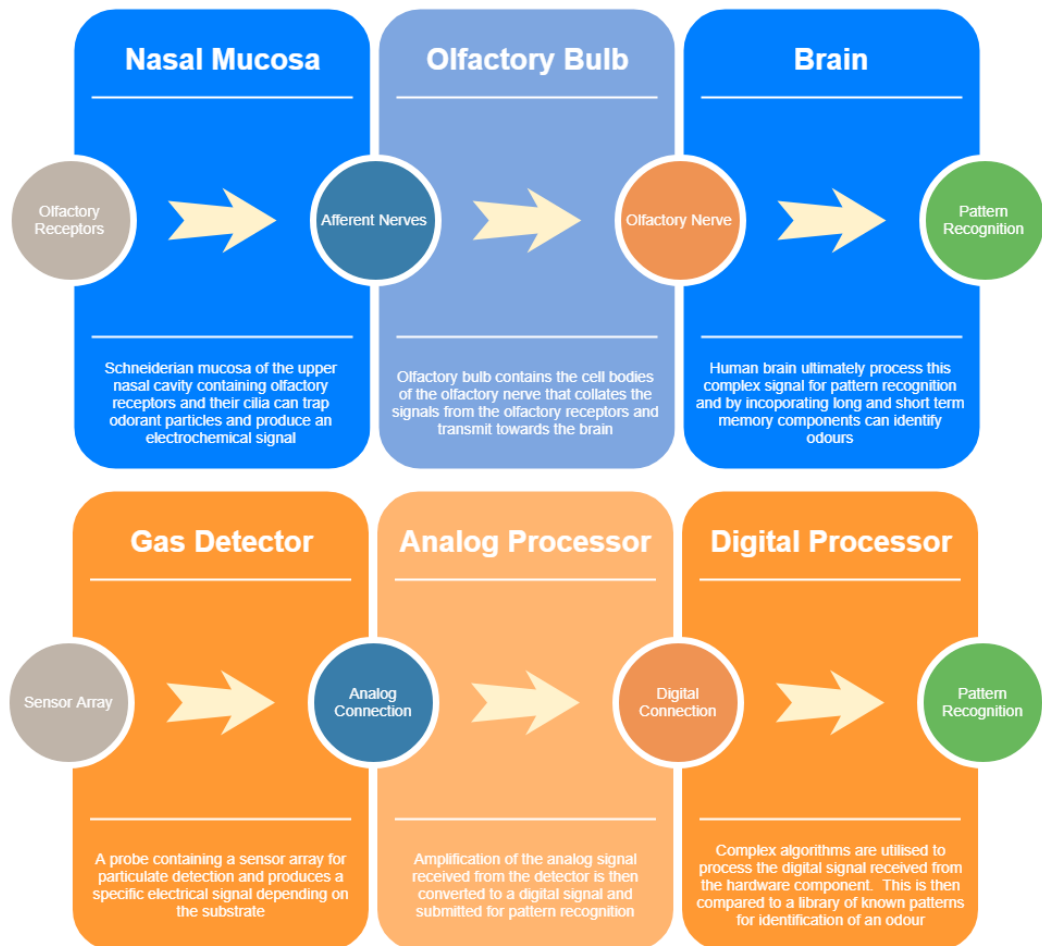 Nasal Mucosa
Olfactory Bulb
Brain
Olfactory
Receptors
Afferent Nerves
Olfactory Nerve
Pattern
Recognition
Schneiderian mucosa of the upper
nasal cavity containing olfactory
receptors and their cilia can trap
odorant particles and produce an
electrochemical signal
Olfactory bulb contains the cell bodies
of the olfactory nerve that collates the
signals from the olfactory receptors and
transmit towards the brain
Human brain ultimately process this
complex signal for pattern recognition
and by incoporating long and short term
memory components can identify
odours
Gas Detector
Analog Processor
Digital Processor
Sensor Array
Analog
Connection
Digital
Connection
Pattern
Recognition
A probe containing a sensor array for
particulate detection and produces a
specific electrical signal depending on
the substrate
Amplification of the analog signal
received from the detector is then
converted to a digital signal and
submitted for pattern recognition
Complex algorithms are utilised to
process the digital signal received from
the hardware component.  This is then
compared to a library of known patterns
for identification of an odour